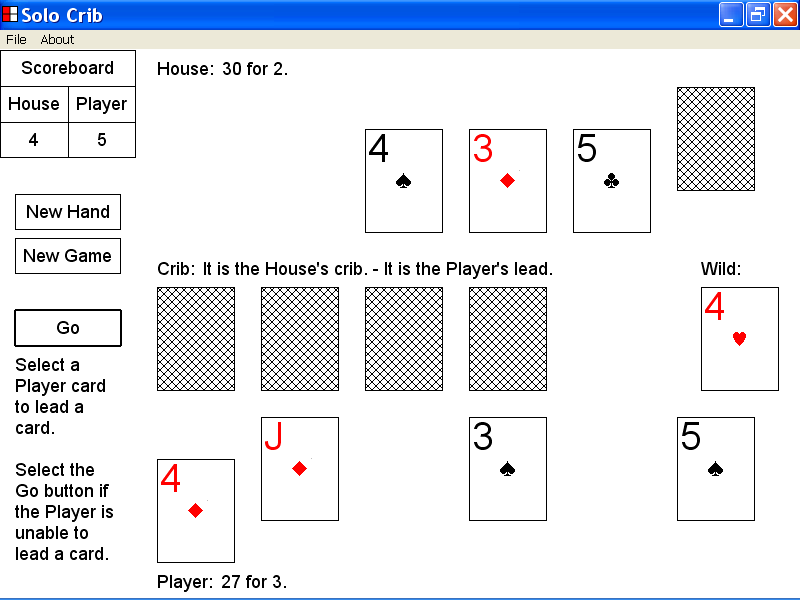 Solo Crib
File About
Scoreboard
House Player
4 5
House: 30 for 2.
4 3 5
New Hand
New Game
Crib: It is the House's crib. - It is the Player's lead.
Wild:
4
Go
Select a
Player card
to lead a
card.
Select the
Go button if
the Player is
unable to
lead a card.
4 J 3 5
Player: 27 for 3.